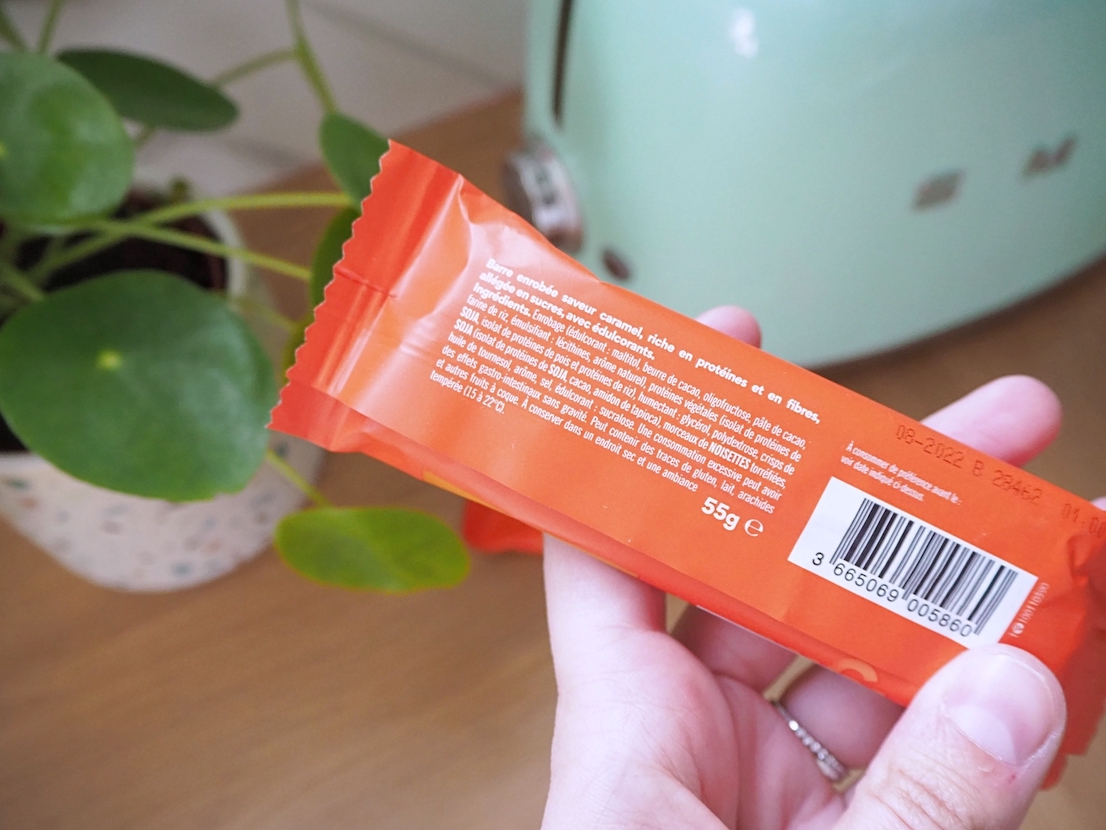 Barre enrobée saveur caramel, riche en protéines et en fibres,
allégée en sucres, avec édulcorants.
Ingrédients. Enrobage (édulcorant : maltitol, beurre de cacao, oligofructose, pâte de cacao,
farine de riz, émulsifiant : lécithines, arôme naturel), protéines végétales (isolat de protéines de
SOJA, isolat de protéines de pois et protéines de riz), humectant : glycérol, polydextrose, crisps de
SOJA (isolat de protéines de SOJA, cacao, amidon de tapioca), morceaux de NOISETTES torréfiées,
huile de tournesol, arôme, sel, édulcorant : sucralose. Une consommation excessive peut avoir
des effets gastro-intestinaux sans gravité. Peut contenir des traces de gluten, lait, arachides
et autres fruits à coque. À conserver dans un endroit sec et une ambiance
tempérée (15 à 22°C).
55g e
08-2022 B 28462
À consommer de préférence avant le :
voir date indiqué ci-dessus.
3 665069 005860